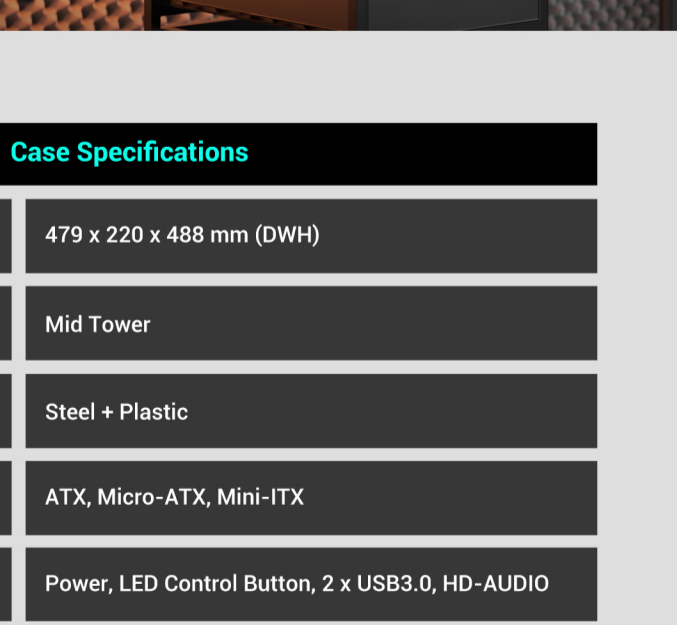 Case Specifications
479 x 220 x 488 mm (DWH)
Mid Tower
Steel + Plastic
ATX, Micro-ATX, Mini-ITX
Power, LED Control Button, 2 x USB3.0, HD-AUDIO